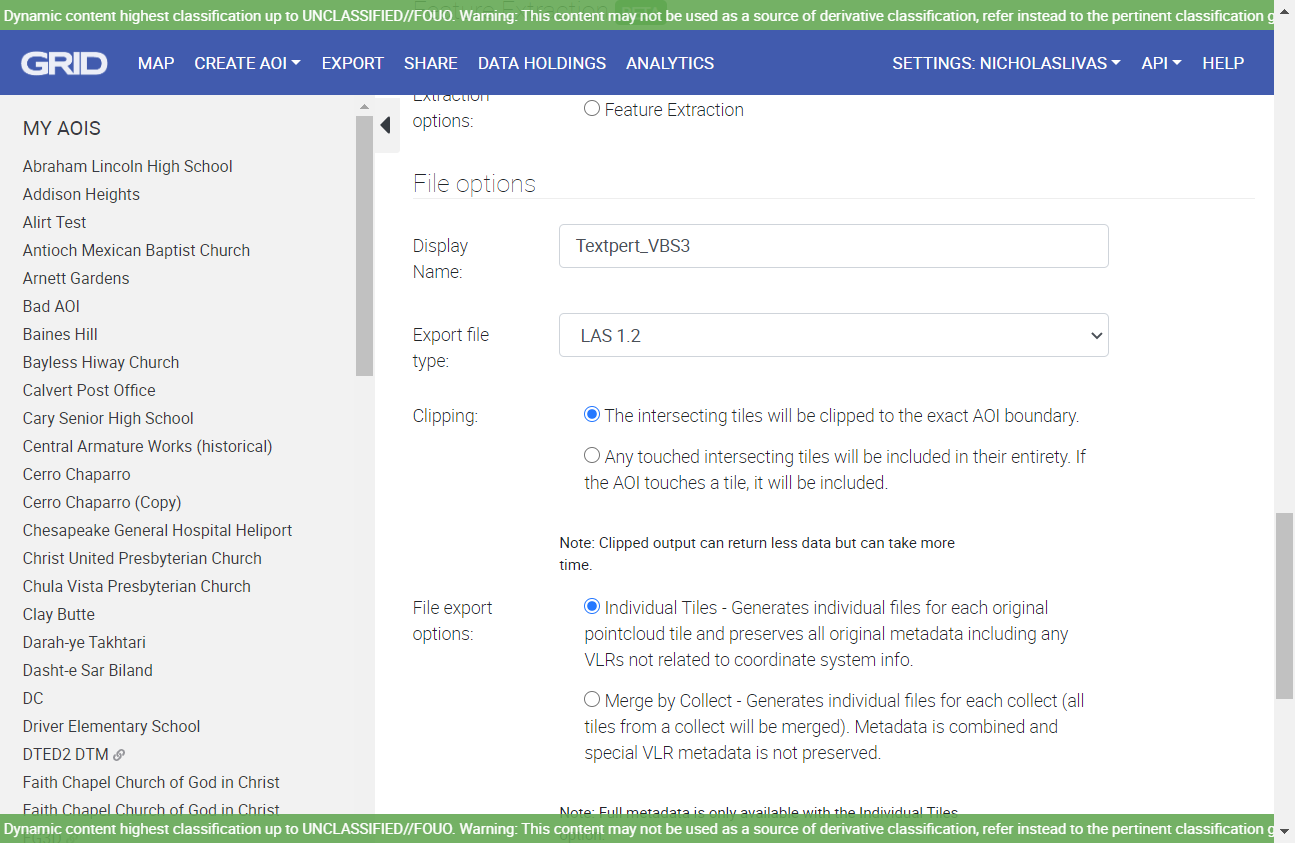 Feature Extraction BETA
Dynamic content highest classification up to UNCLASSIFIED//FOUO. Warning: This content may not be used as a source of derivative classification, refer instead to the pertinent classification g
GRID
MAP
CREATE AOI
EXPORT
SHARE
DATA HOLDINGS
ANALYTICS
SETTINGS: NICHOLASLIVAS
API
HELP
MY AOIS
Abraham Lincoln High School
Addison Heights
Alirt Test
Antioch Mexican Baptist Church
Arnett Gardens
Bad AOI
Baines Hill
Bayless Hiway Church
Calvert Post Office
Cary Senior High School
Central Armature Works (historical)
Cerro Chaparro
Cerro Chaparro (Copy)
Chesapeake General Hospital Heliport
Christ United Presbyterian Church
Chula Vista Presbyterian Church
Clay Butte
Darah-ye Takhtari
Dasht-e Sar Biland
DC
Driver Elementary School
DTED2 DTM
Faith Chapel Church of God in Christ
Faith Chapel Church of God in Christ
Extraction
options:
Feature Extraction
File options
Display
Name:
Textpert_VBS3
Export file
type:
LAS 1.2
Clipping:
The intersecting tiles will be clipped to the exact AOI boundary.
Any touched intersecting tiles will be included in their entirety. If
the AOI touches a tile, it will be included.
Note: Clipped output can return less data but can take more
time.
File export
options:
Individual Tiles - Generates individual files for each original
pointcloud tile and preserves all original metadata including any
VLRs not related to coordinate system info.
Merge by Collect - Generates individual files for each collect (all
tiles from a collect will be merged). Metadata is combined and
special VLR metadata is not preserved.
Note: Full metadata is only available with the Individual Tiles
option.
Dynamic content highest classification up to UNCLASSIFIED//FOUO. Warning: This content may not be used as a source of derivative classification, refer instead to the pertinent classification g